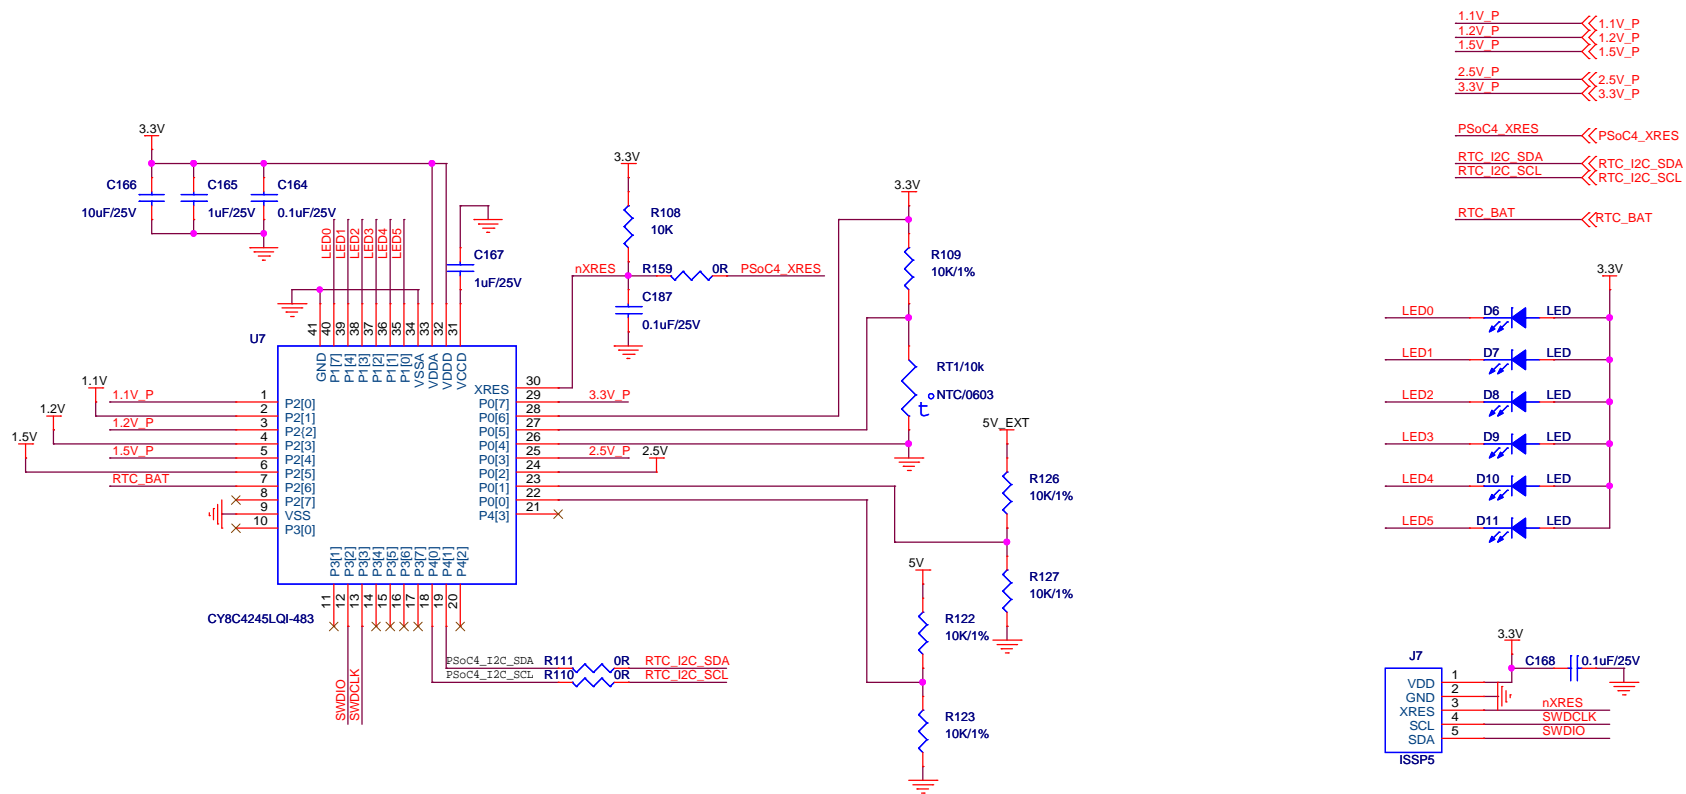 1.1V_P
1.1V_P
1.2V_P
1.2V_P
1.5V_P
1.5V_P
2.5V_P
2.5V_P
3.3V_P
3.3V_P
PSoC4_XRES
PSoC4_XRES
RTC_I2C_SDA
RTC_I2C_SDA
RTC_I2C_SCL
RTC_I2C_SCL
RTC_BAT
RTC_BAT
3.3V
C166
10uF/25V
C165
1uF/25V
C164
0.1uF/25V
LED0
LED1
LED2
LED3
LED4
LED5
C167
1uF/25V
3.3V
R108
10K
nXRES
R159
0R
PSoC4_XRES
C187
0.1uF/25V
3.3V
R109
10K/1%
RT1/10k
NTC/0603
t
U7
41 40 39 38 37 36 35 34 33 32 31
GND P1[7] P1[4] P1[3] P1[2] P1[1] P1[0] VSSA VDDA VDDD VCCD
1.1V
1.2V
1.5V
1.1V_P
1.2V_P
1.5V_P
RTC_BAT
1 P2[0]
2 P2[1]
3 P2{2]
4 P2[3]
5 P2[4]
6 P2[5]
7 P2[6]
8 P2[7]
9 VSS
10 P3[0]
XRES 30
P0[7] 29
P0[6] 28
P0[5] 27
P0[4] 26
P0[3] 25
P0[2] 24
P0[1] 23
P0[0] 22
P4[3] 21
3.3V_P
2.5V_P
2.5V
P3[1] P3[2] P3[3] P3[4] P3[5] P3[6] P3[7] P4[0] P4[1] P4[2]
11 12 13 14 15 16 17 18 19 20
CY8C4245LQI-483
SWDIO
SWDCLK
PSoC4_I2C_SDA
R111
0R
RTC_I2C_SDA
PSoC4_I2C_SCL
R110
0R
RTC_I2C_SCL
5V_EXT
R126
10K/1%
R127
10K/1%
5V
R122
10K/1%
R123
10K/1%
3.3V
LED0 D6 LED
LED1 D7 LED
LED2 D8 LED
LED3 D9 LED
LED4 D10 LED
LED5 D11 LED
3.3V
J7
C168
0.1uF/25V
VDD 1
GND 2
XRES 3 nXRES
SCL 4 SWDCLK
SDA 5 SWDIO
ISSP5